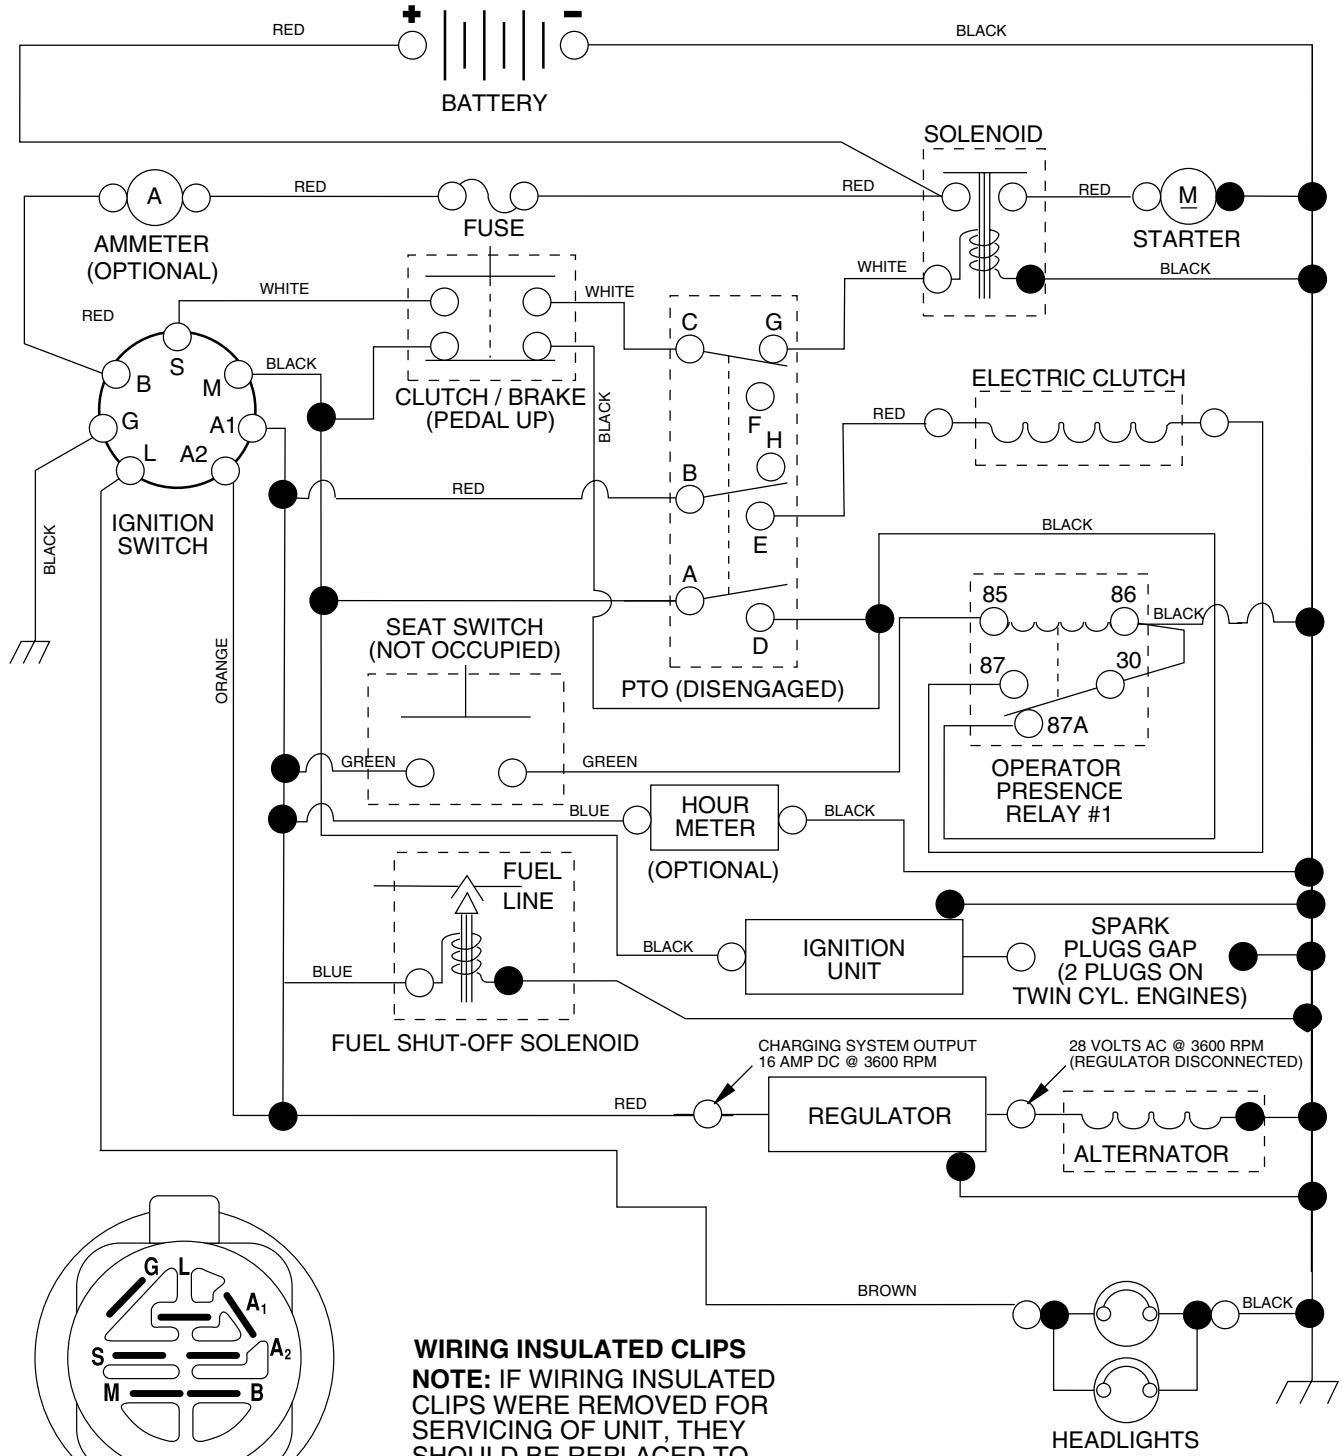 +
-
RED
BLACK
BATTERY
SOLENOID
A
RED
RED
RED
M
FUSE
STARTER
AMMETER
(OPTIONAL)
WHITE
BLACK
WHITE
WHITE
RED
C
G
S
B
M
BLACK
ELECTRIC CLUTCH
CLUTCH / BRAKE
(PEDAL UP)
BLACK
G
A1
RED
F
H
L
A2
B
RED
E
IGNITION
SWITCH
BLACK
BLACK
A
85
86
BLACK
SEAT SWITCH
(NOT OCCUPIED)
D
ORANGE
87
30
PTO (DISENGAGED)
87A
GREEN
GREEN
OPERATOR
PRESENCE
RELAY #1
BLUE
HOUR
METER
BLACK
(OPTIONAL)
FUEL
LINE
BLACK
IGNITION
UNIT
SPARK
PLUGS GAP
(2 PLUGS ON
TWIN CYL. ENGINES)
BLUE
FUEL SHUT-OFF SOLENOID
CHARGING SYSTEM OUTPUT
16 AMP DC @ 3600 RPM
28 VOLTS AC @ 3600 RPM
(REGULATOR DISCONNECTED)
RED
REGULATOR
ALTERNATOR
G
L
A1
S
A2
M
B
BROWN
BLACK
HEADLIGHTS
WIRING INSULATED CLIPS
NOTE: IF WIRING INSULATED
CLIPS WERE REMOVED FOR
SERVICING OF UNIT, THEY
SHOULD BE REPLACED TO